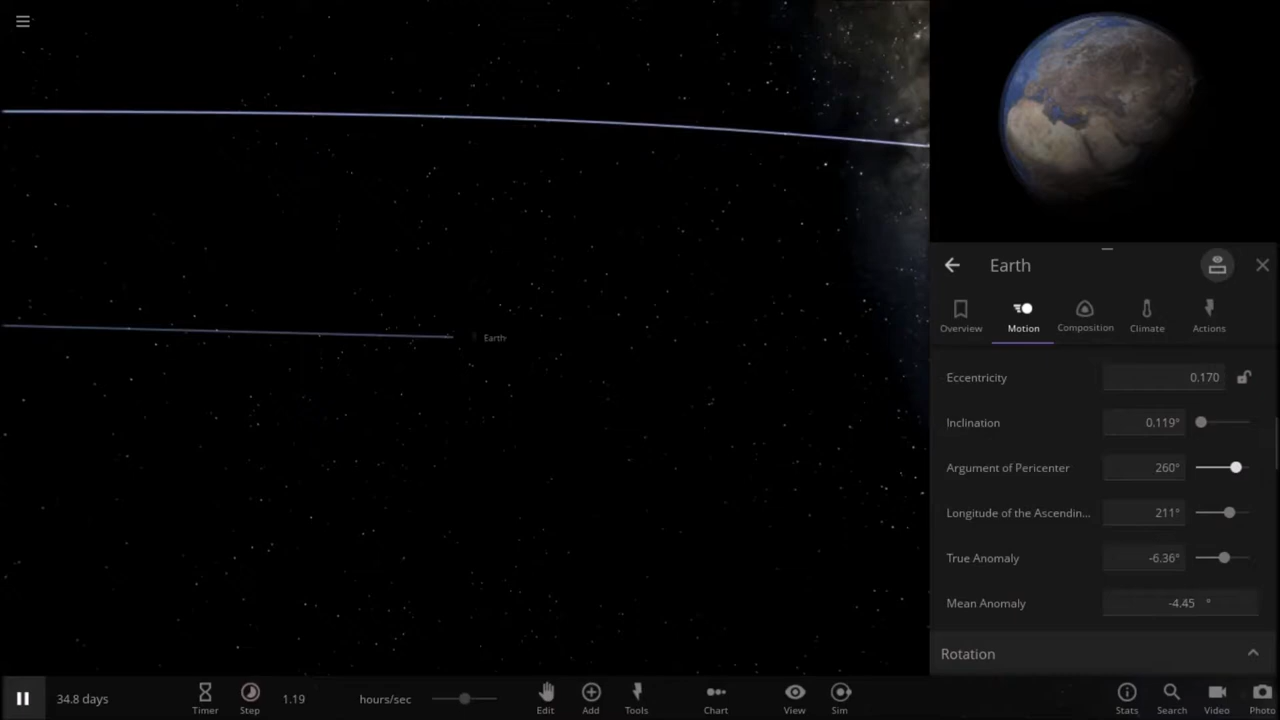 Earth
Earth
Overview
Motion
Composition
Climate
Actions
Eccentricity 0.170
Inclination 0.119°
Argument of Pericenter 260°
Longitude of the Ascendin... 211°
True Anomaly -6.36°
Mean Anomaly -4.45 °
Rotation
34.8 days
Timer
Step
1.19 hours/sec
Edit
Add
Tools
Chart
View
Sim
Stats
Search
Video
Photo